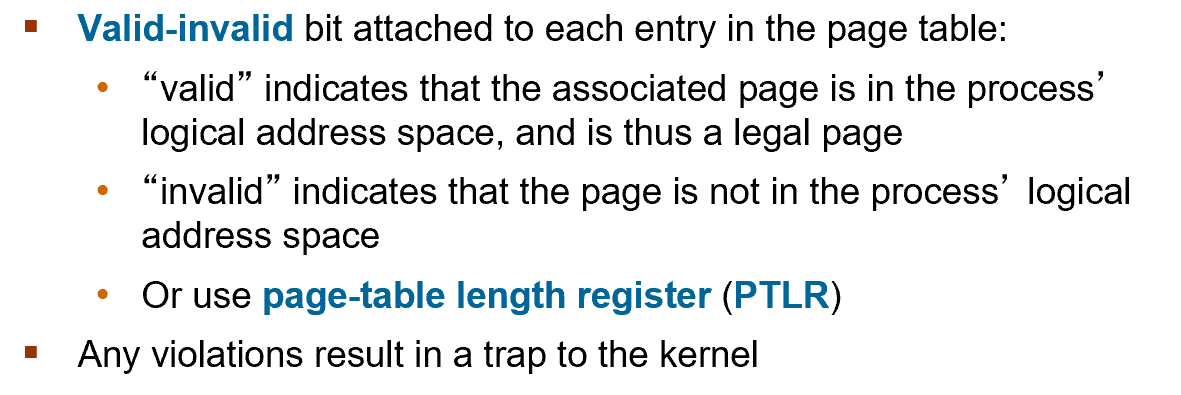 ▪ Valid-invalid bit attached to each entry in the page table:
• “valid” indicates that the associated page is in the process’
logical address space, and is thus a legal page
• “invalid” indicates that the page is not in the process’ logical
address space
• Or use page-table length register (PTLR)
▪ Any violations result in a trap to the kernel